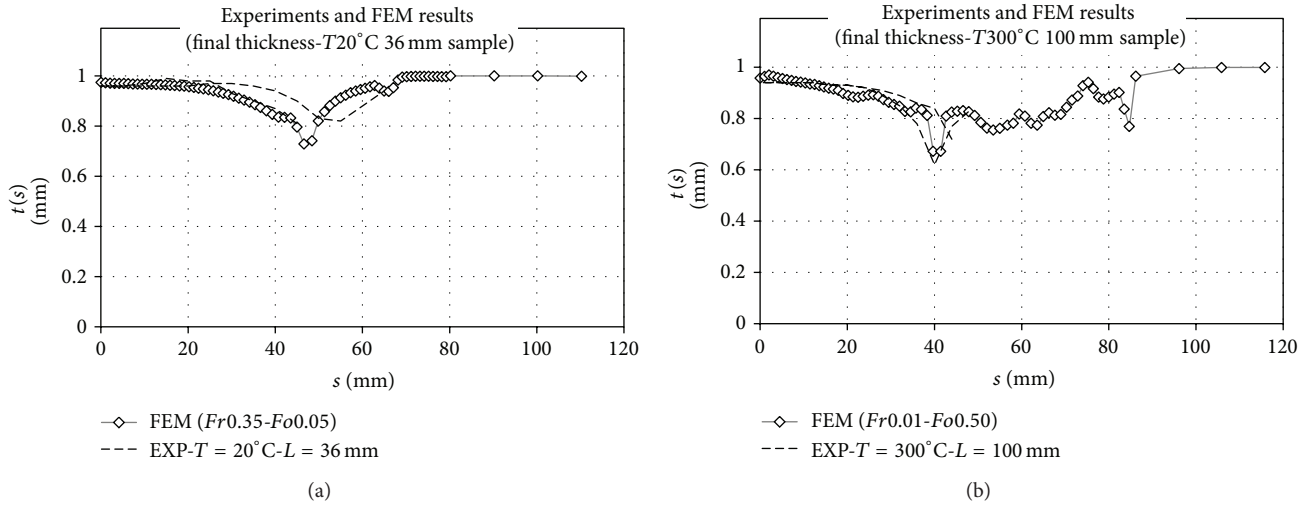 Experiments and FEM results
(final thickness-T20°C 36 mm sample)
1
0.8
0.6
0.4
0.2
0
t(s)
(mm)
0 20 40 60 80 100 120
s (mm)
FEM (Fr0.35-Fo0.05)
EXP-T = 20°C-L = 36 mm
(a)
Experiments and FEM results
(final thickness-T300°C 100 mm sample)
1
0.8
0.6
0.4
0.2
0
t(s)
(mm)
0 20 40 60 80 100 120
s (mm)
FEM (Fr0.01-Fo0.50)
EXP-T = 300°C-L = 100 mm
(b)